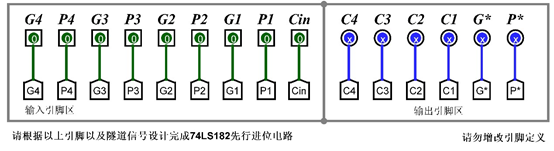 G4 P4 G3 P3 G2 P2 G1 P1 Cin C4 C3 C2 C1 G* P*
0 0 0 0 0 0 0 0 0 x x x x x x
G4 P4 G3 P3 G2 P2 G1 P1 Cin C4 C3 C2 C1 G* P*
输入引脚区 输出引脚区
请根据以上引脚以及隧道信号设计完成74LS182先行进位电路 请勿增改引脚定义